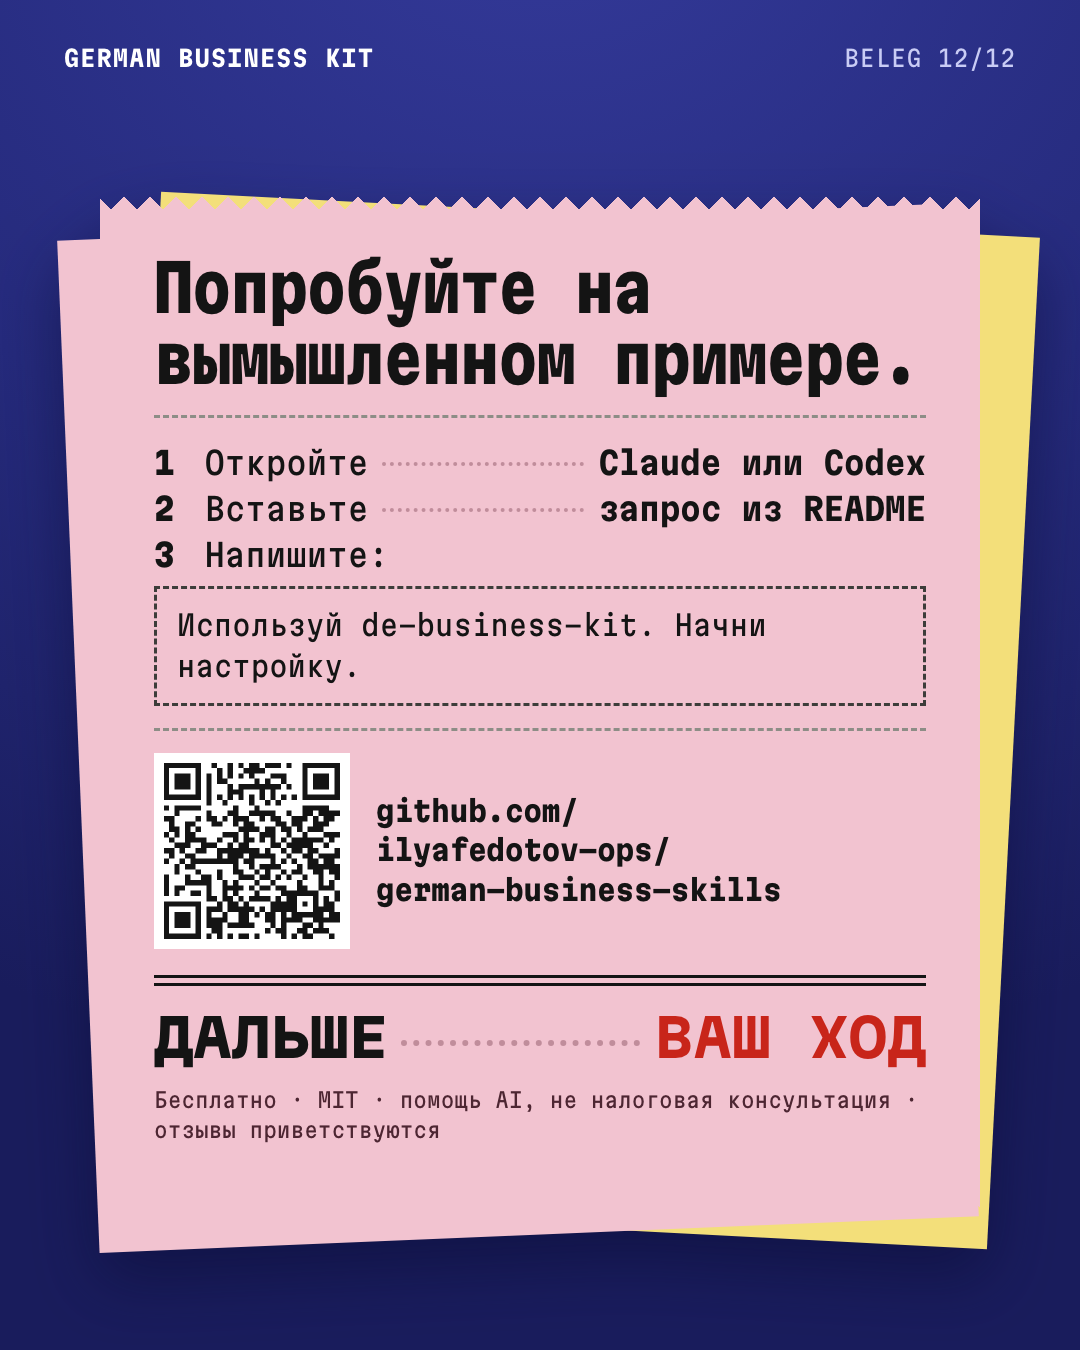 GERMAN BUSINESS KIT
BELEG 12/12
Попробуйте на
вымышленном примере.
1 Откройте Claude или Codex
2 Вставьте запрос из README
3 Напишите:
Используй de-business-kit. Начни
настройку.
github.com/
ilyafedotov-ops/
german-business-skills
ДАЛЬШЕ ВАШ ХОД
Бесплатно · MIT · помощь AI, не налоговая консультация ·
отзывы приветствуются